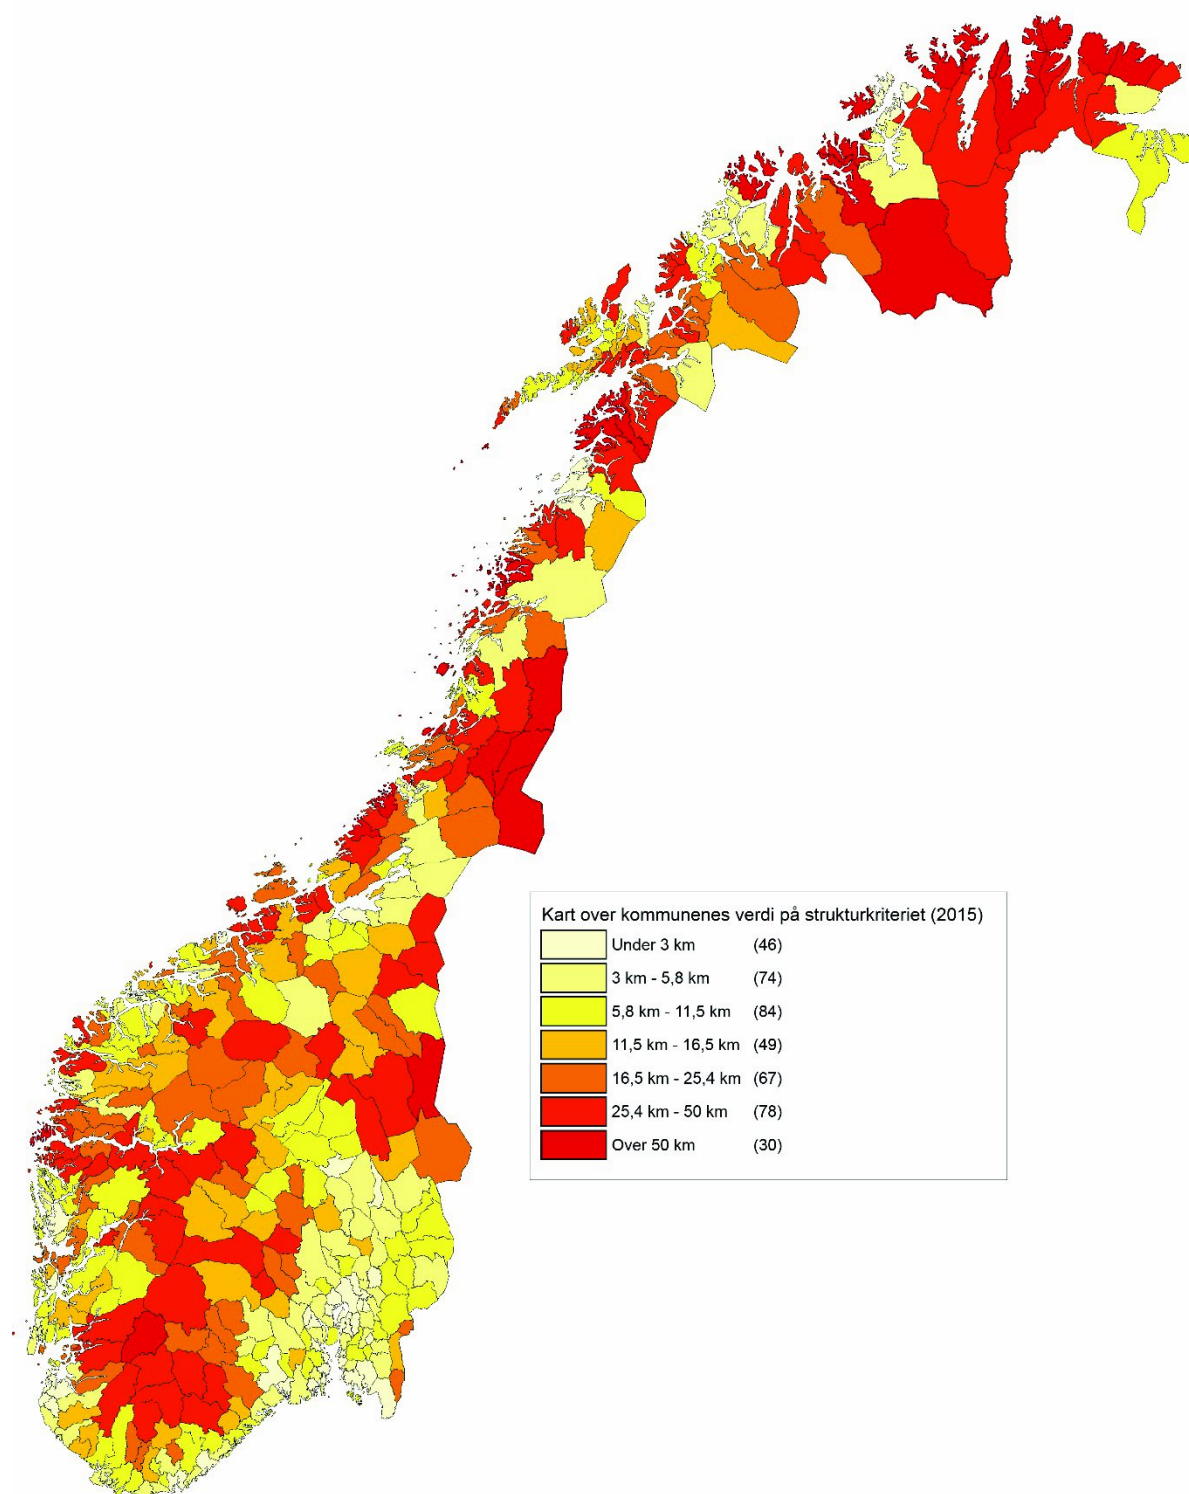 Kart over kommunenes verdi på strukturkriteriet (2015)
Under 3 km (46)
3 km - 5,8 km (74)
5,8 km - 11,5 km (84)
11,5 km - 16,5 km (49)
16,5 km - 25,4 km (67)
25,4 km - 50 km (78)
Over 50 km (30)